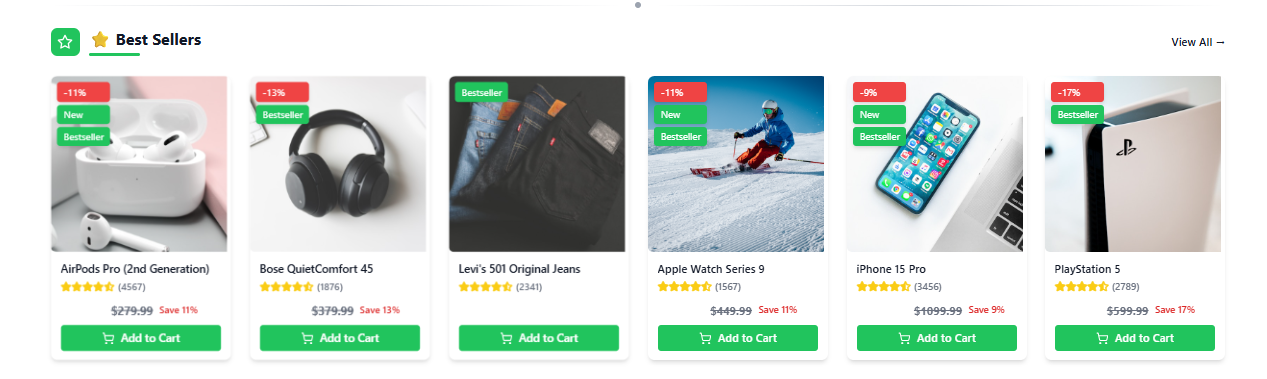 ⭐ Best Sellers
View All →
-11%
New
Bestseller
AirPods Pro (2nd Generation)
(4567)
$279.99 Save 11%
Add to Cart
-13%
Bestseller
Bose QuietComfort 45
(1876)
$379.99 Save 13%
Add to Cart
Bestseller
Levi's 501 Original Jeans
(2341)
Add to Cart
-11%
New
Bestseller
Apple Watch Series 9
(1567)
$449.99 Save 11%
Add to Cart
-9%
New
Bestseller
iPhone 15 Pro
(3456)
$1099.99 Save 9%
Add to Cart
-17%
Bestseller
PlayStation 5
(2789)
$599.99 Save 17%
Add to Cart